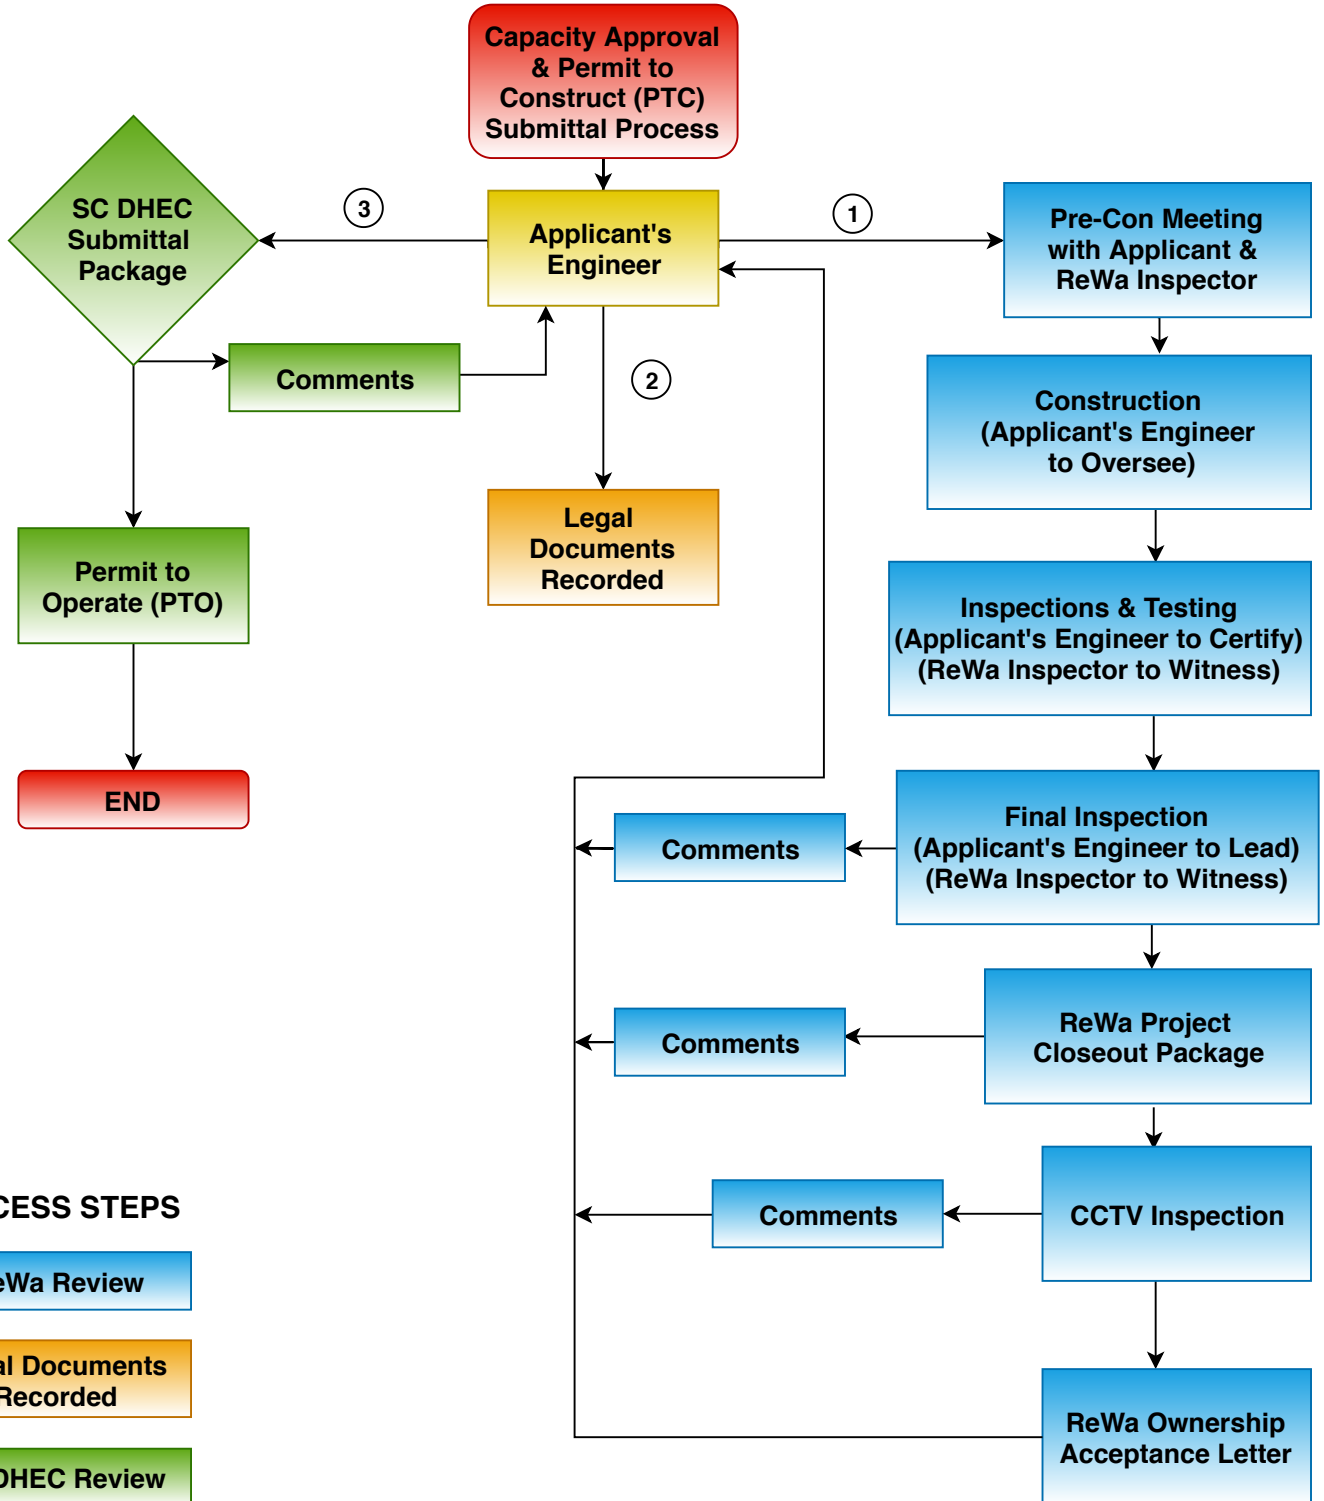 Capacity Approval
& Permit to
Construct (PTC)
Submittal Process
SC DHEC
Submittal
Package
3
Applicant's
Engineer
1
Pre-Con Meeting
with Applicant &
ReWa Inspector
Comments
2
Construction
(Applicant's Engineer
to Oversee)
Legal
Documents
Recorded
Permit to
Operate (PTO)
Inspections & Testing
(Applicant's Engineer to Certify)
(ReWa Inspector to Witness)
END
Comments
Final Inspection
(Applicant's Engineer to Lead)
(ReWa Inspector to Witness)
Comments
ReWa Project
Closeout Package
Comments
CCTV Inspection
ReWa Ownership
Acceptance Letter
CESS STEPS
eWa Review
al Documents
Recorded
DHEC Review